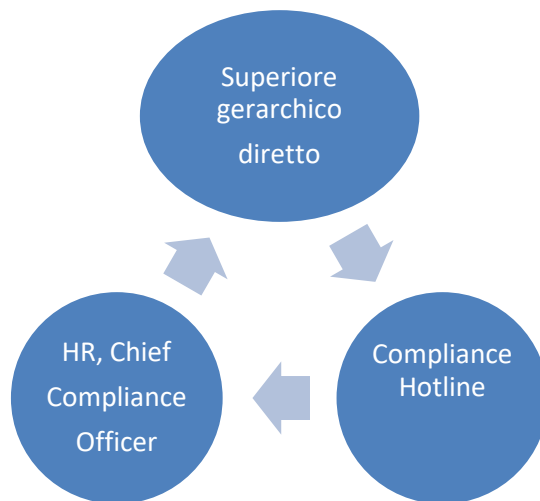 Superiore
gerarchico
diretto
HR, Chief
Compliance
Officer
Compliance
Hotline